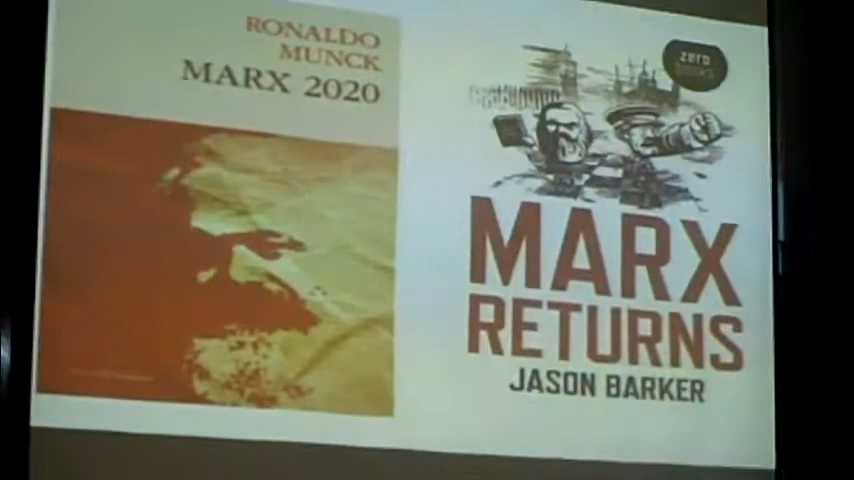 RONALDO
MUNCK
MARX 2020
zero
books
MARX
RETURNS
JASON BARKER